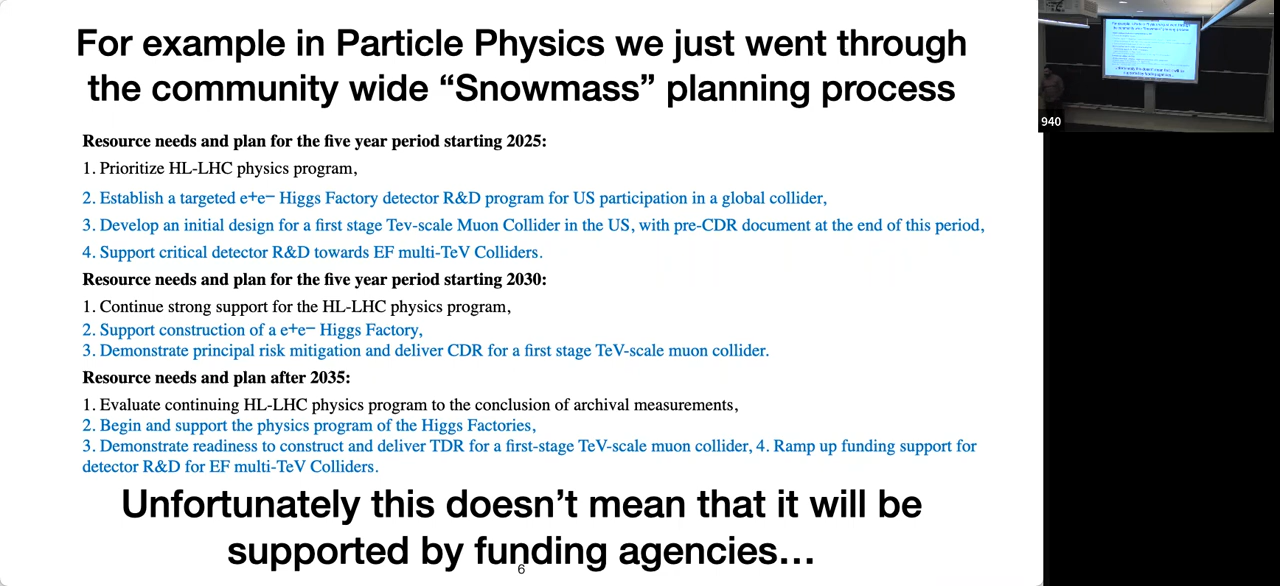 For example in Particle Physics we just went through
the community wide “Snowmass” planning process
Resource needs and plan for the five year period starting 2025:
1. Prioritize HL-LHC physics program,
2. Establish a targeted e+e− Higgs Factory detector R&D program for US participation in a global collider,
3. Develop an initial design for a first stage Tev-scale Muon Collider in the US, with pre-CDR document at the end of this period,
4. Support critical detector R&D towards EF multi-TeV Colliders.
Resource needs and plan for the five year period starting 2030:
1. Continue strong support for the HL-LHC physics program,
2. Support construction of a e+e− Higgs Factory,
3. Demonstrate principal risk mitigation and deliver CDR for a first stage TeV-scale muon collider.
Resource needs and plan after 2035:
1. Evaluate continuing HL-LHC physics program to the conclusion of archival measurements,
2. Begin and support the physics program of the Higgs Factories,
3. Demonstrate readiness to construct and deliver TDR for a first-stage TeV-scale muon collider, 4. Ramp up funding support for
detector R&D for EF multi-TeV Colliders.
Unfortunately this doesn’t mean that it will be
supported by funding agencies...
6
940